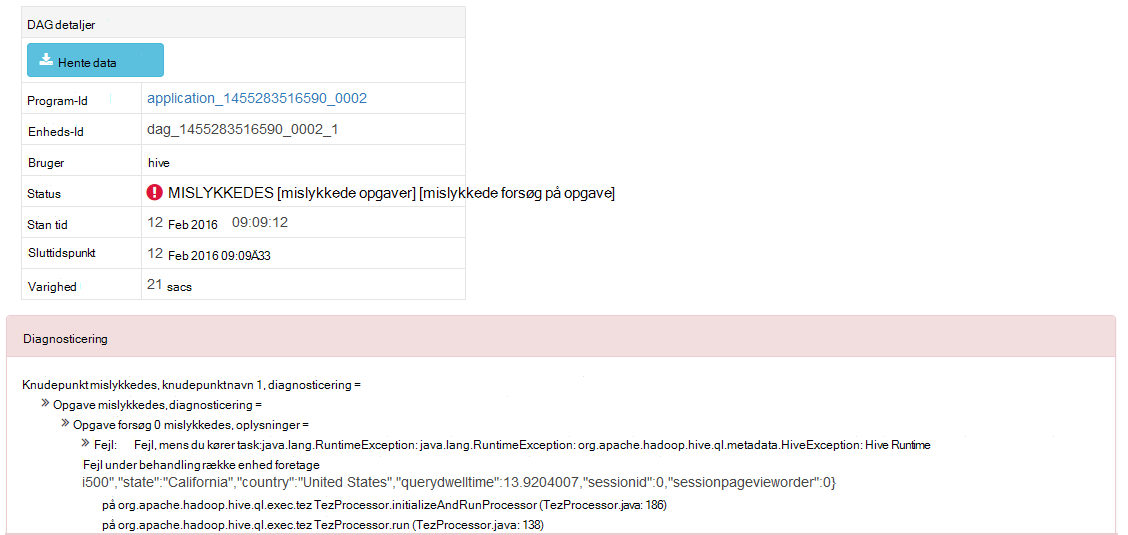 DAG detaljer
Hente data
Program-Id application_1455283516590_0002
Enheds-Id dag_1455283516590_0002_1
Bruger hive
Status MISLYKKEDES [mislykkede opgaver] [mislykkede forsøg på opgave]
Stan tid 12 Feb 2016 09:09:12
Sluttidspunkt 12 Feb 2016 09:09Ä33
Varighed 21 sacs
Diagnosticering
Knudepunkt mislykkedes, knudepunktnavn 1, diagnosticering =
Opgave mislykkedes, diagnosticering =
Opgave forsøg 0 mislykkedes, oplysninger =
Fejl: Fejl, mens du kører task:java.lang.RuntimeException: java.lang.RuntimeException: org.apache.hadoop.hive.ql.metadata.HiveException: Hive Runtime
Fejl under behandling række enhed foretage
i500","state":"California","country":"United States","querydwelltime":13.9204007,"sessionid":0,"sessionpagevieworder":0}
på org.apache.hadoop.hive.ql.exec.tez TezProcessor.initializeAndRunProcessor (TezProcessor.java: 186)
på org.apache.hadoop.hive.ql.exec.tez TezProcessor.run (TezProcessor.java: 138)